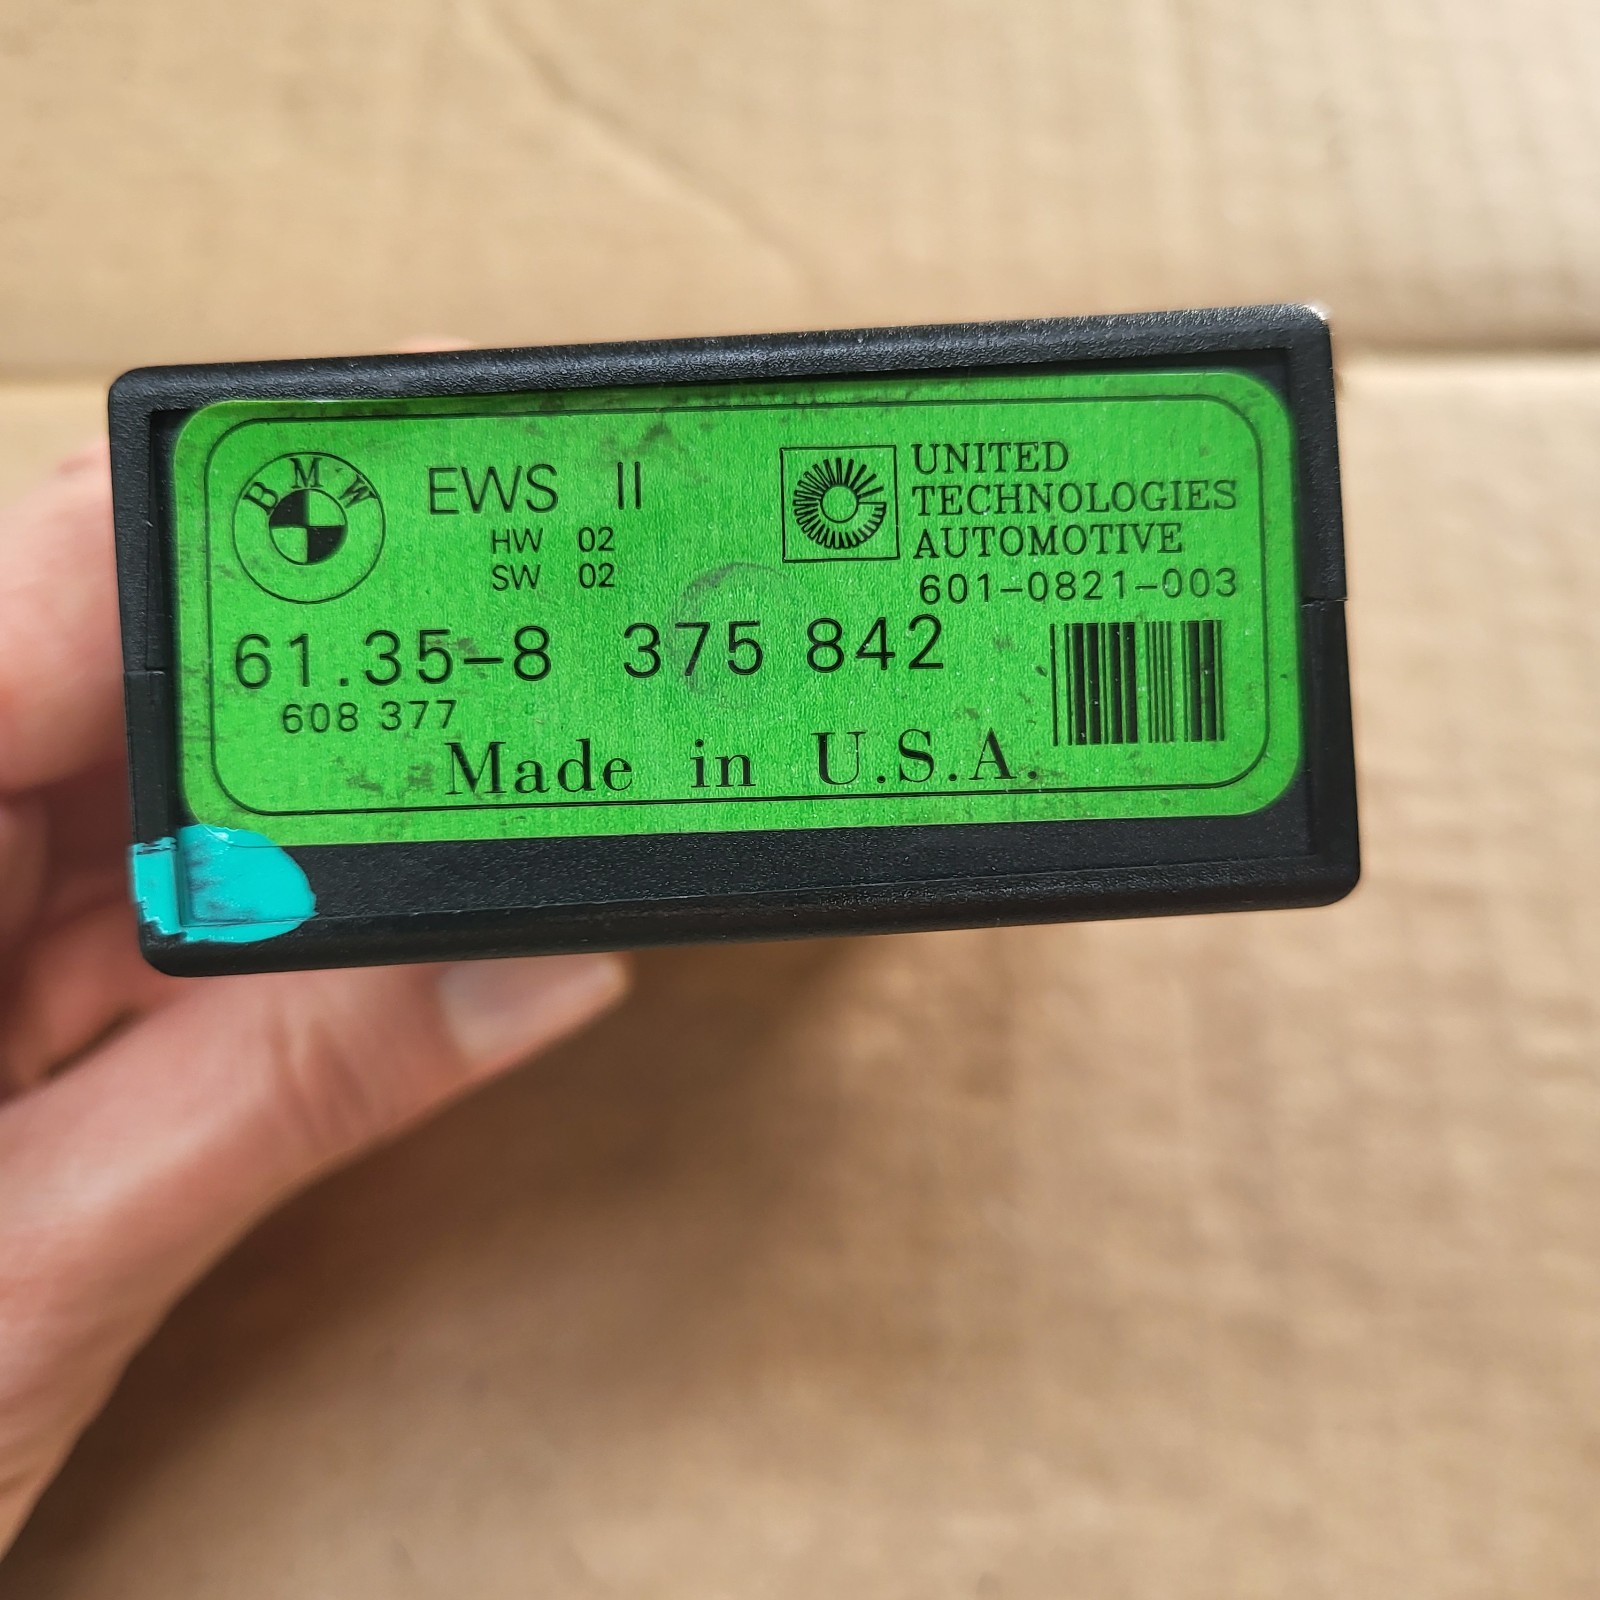 BMW
EWS II
HW 02
SW 02
UNITED
TECHNOLOGIES
AUTOMOTIVE
601-0821-003
61.35-8 375 842
608 377
Made in U.S.A.